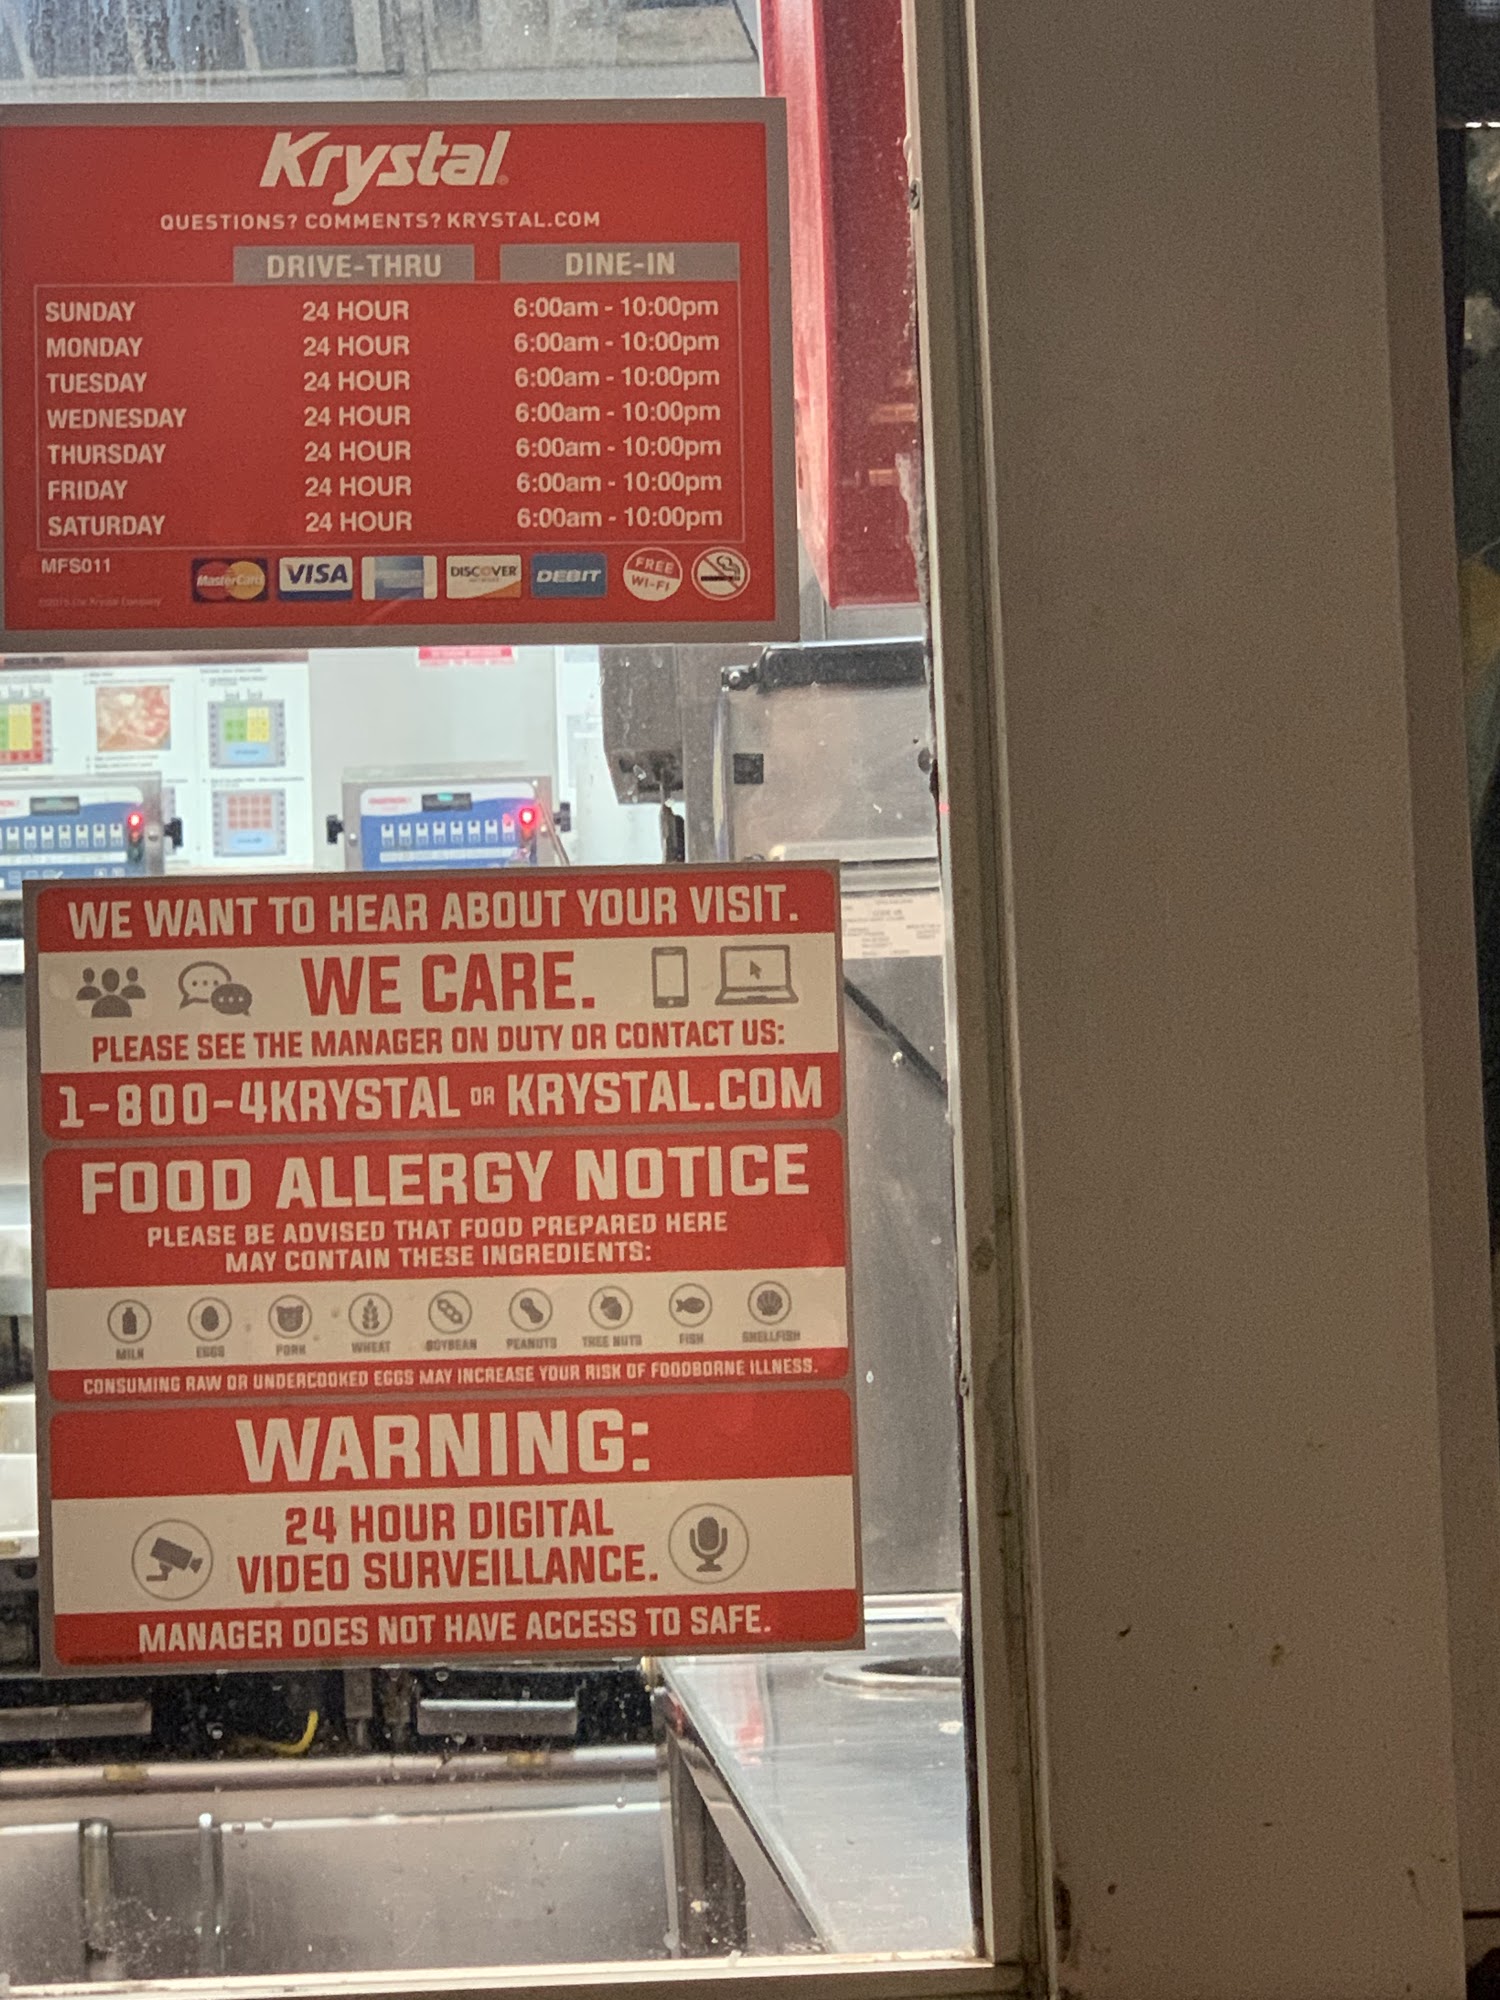 Krystal
QUESTIONS? COMMENTS? KRYSTAL.COM
DRIVE-THRU DINE-IN
SUNDAY 24 HOUR 6:00am - 10:00pm
MONDAY 24 HOUR 6:00am - 10:00pm
TUESDAY 24 HOUR 6:00am - 10:00pm
WEDNESDAY 24 HOUR 6:00am - 10:00pm
THURSDAY 24 HOUR 6:00am - 10:00pm
FRIDAY 24 HOUR 6:00am - 10:00pm
SATURDAY 24 HOUR 6:00am - 10:00pm
MFS011 MasterCard VISA DISCOVER DEBIT FREE WI-FI
WE WANT TO HEAR ABOUT YOUR VISIT.
WE CARE.
PLEASE SEE THE MANAGER ON DUTY OR CONTACT US:
1-800-4KRYSTAL OR KRYSTAL.COM
FOOD ALLERGY NOTICE
PLEASE BE ADVISED THAT FOOD PREPARED HERE
MAY CONTAIN THESE INGREDIENTS:
MILK EGGS PORK WHEAT SOYBEAN PEANUTS TREE NUTS FISH SHELLFISH
CONSUMING RAW OR UNDERCOOKED EGGS MAY INCREASE YOUR RISK OF FOODBORNE ILLNESS.
WARNING:
24 HOUR DIGITAL
VIDEO SURVEILLANCE.
MANAGER DOES NOT HAVE ACCESS TO SAFE.